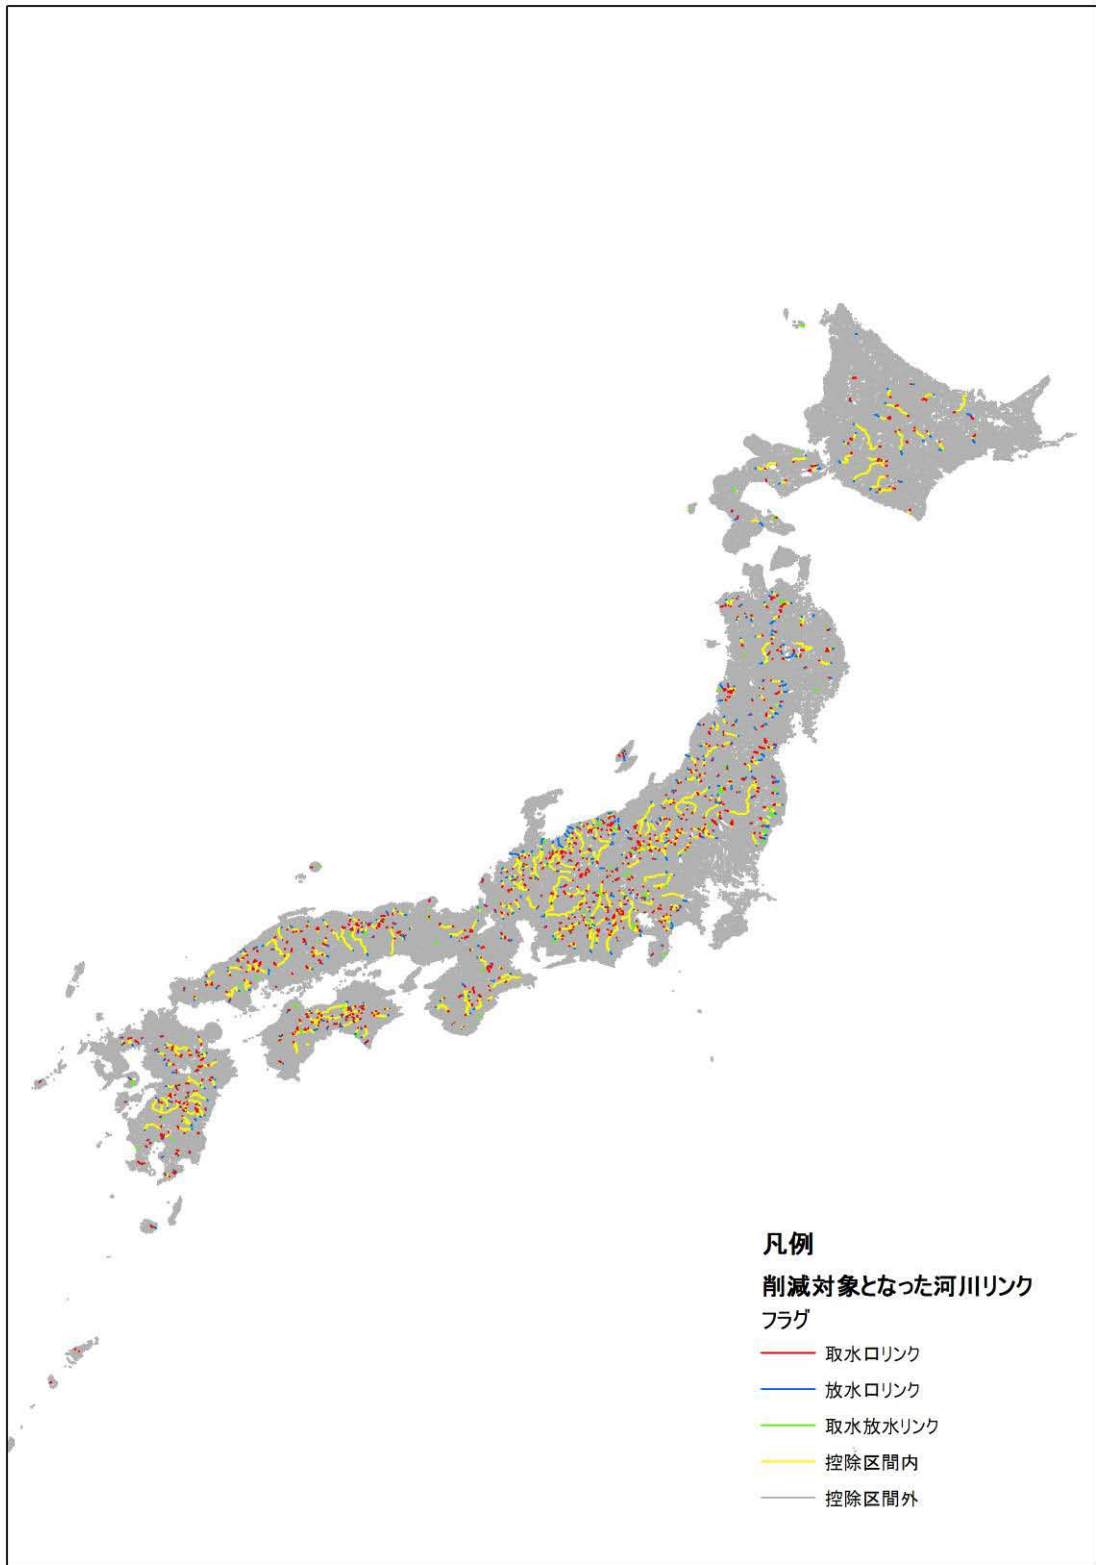 凡例
削減対象となった河川リンク
フラグ
取水口リンク
放水口リンク
取水放水リンク
控除区間内
控除区間外